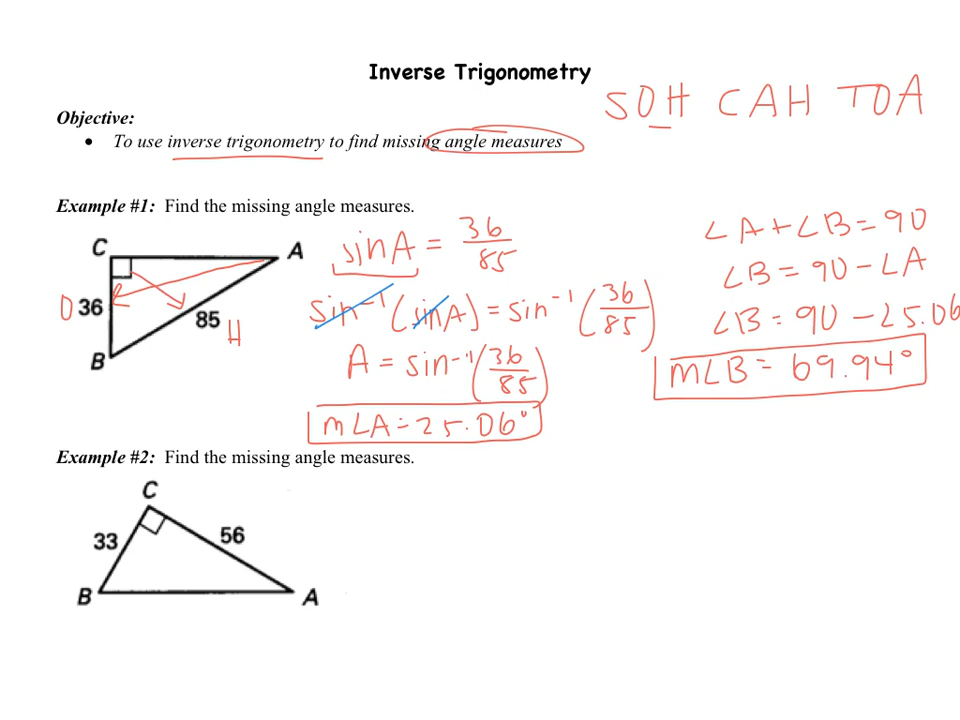 Inverse Trigonometry
SOH CAH TOA
Objective:
• To use inverse trigonometry to find missing angle measures
Example #1: Find the missing angle measures.
C
A
O 36
85 H
B
sin A = 36/85
sin⁻¹(sin A) = sin⁻¹(36/85)
A = sin⁻¹(36/85)
m∠A = 25.06°
∠A + ∠B = 90
∠B = 90 - ∠A
∠B = 90 - 25.06
m∠B = 69.94°
Example #2: Find the missing angle measures.
C
33
56
B
A